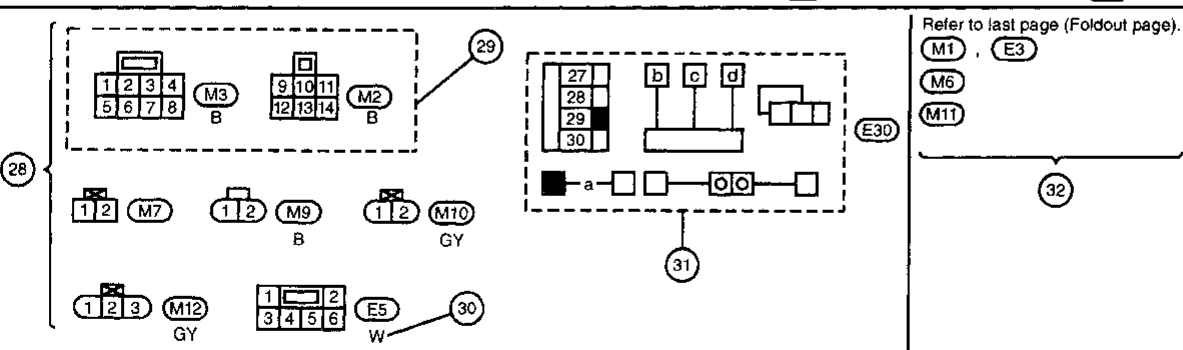 Refer to last page (Foldout page).
M1 , E3
M6
M11
32
28
29
1 2 3 4
5 6 7 8
M3
B
9 10 11
12 13 14
M2
B
27
28
29
30
b c d
E30
a
31
1 2
M7
1 2
M9
B
1 2
M10
GY
1 2 3
M12
GY
1 2
3 4 5 6
E5
W
30